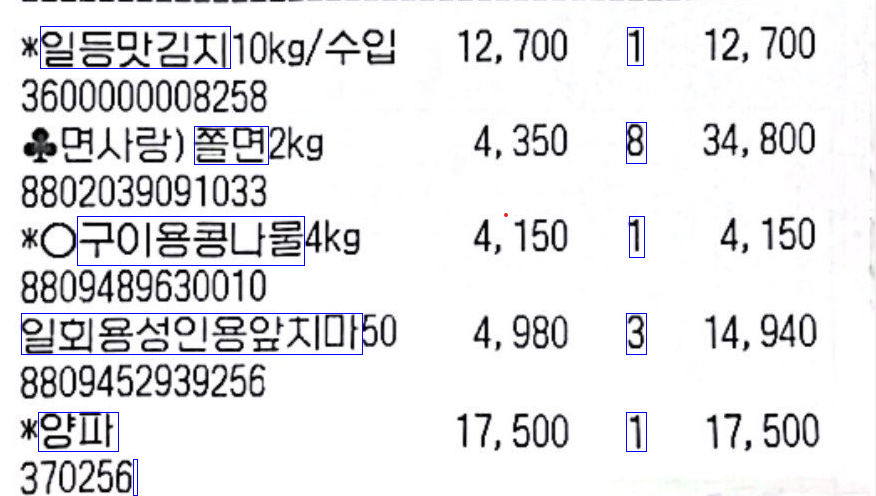 *일등맛김치10kg/수입 12,700 1 12,700
3600000008258
♣면사랑) 쫄면2kg 4,350 8 34,800
8802039091033
*○구이용콩나물4kg 4,150 1 4,150
8809489630010
일회용성인용앞치마50 4,980 3 14,940
8809452939256
*양파 17,500 1 17,500
370256